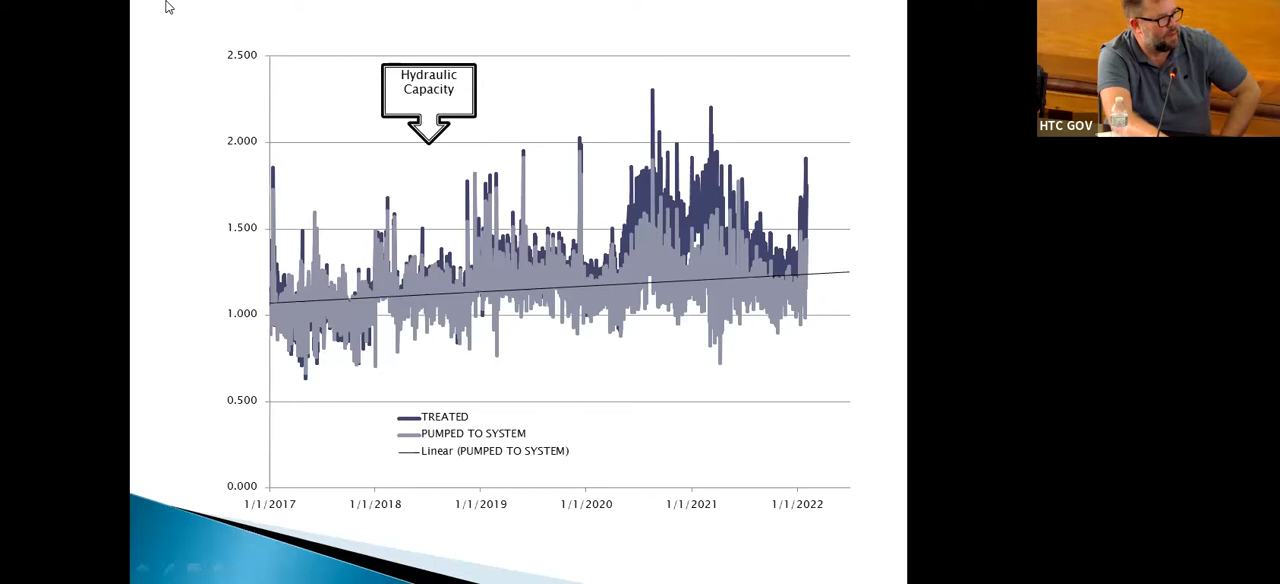 2.500
Hydraulic
Capacity
2.000
1.500
1.000
0.500
TREATED
PUMPED TO SYSTEM
Linear (PUMPED TO SYSTEM)
0.000
1/1/2017 1/1/2018 1/1/2019 1/1/2020 1/1/2021 1/1/2022
HTC GOV